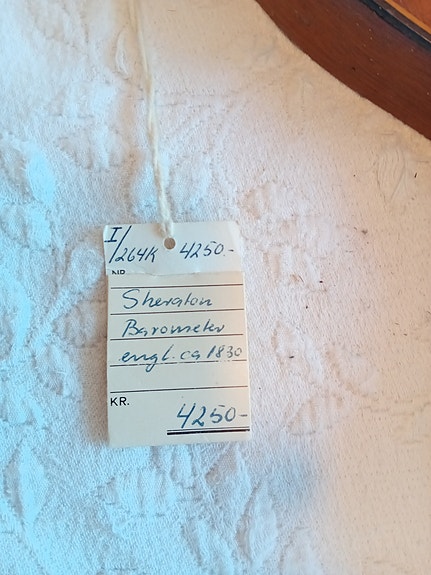 I/264K 4250.-
NR.
Sheraton
Barometer
engl. ca 1830
KR.
4250-